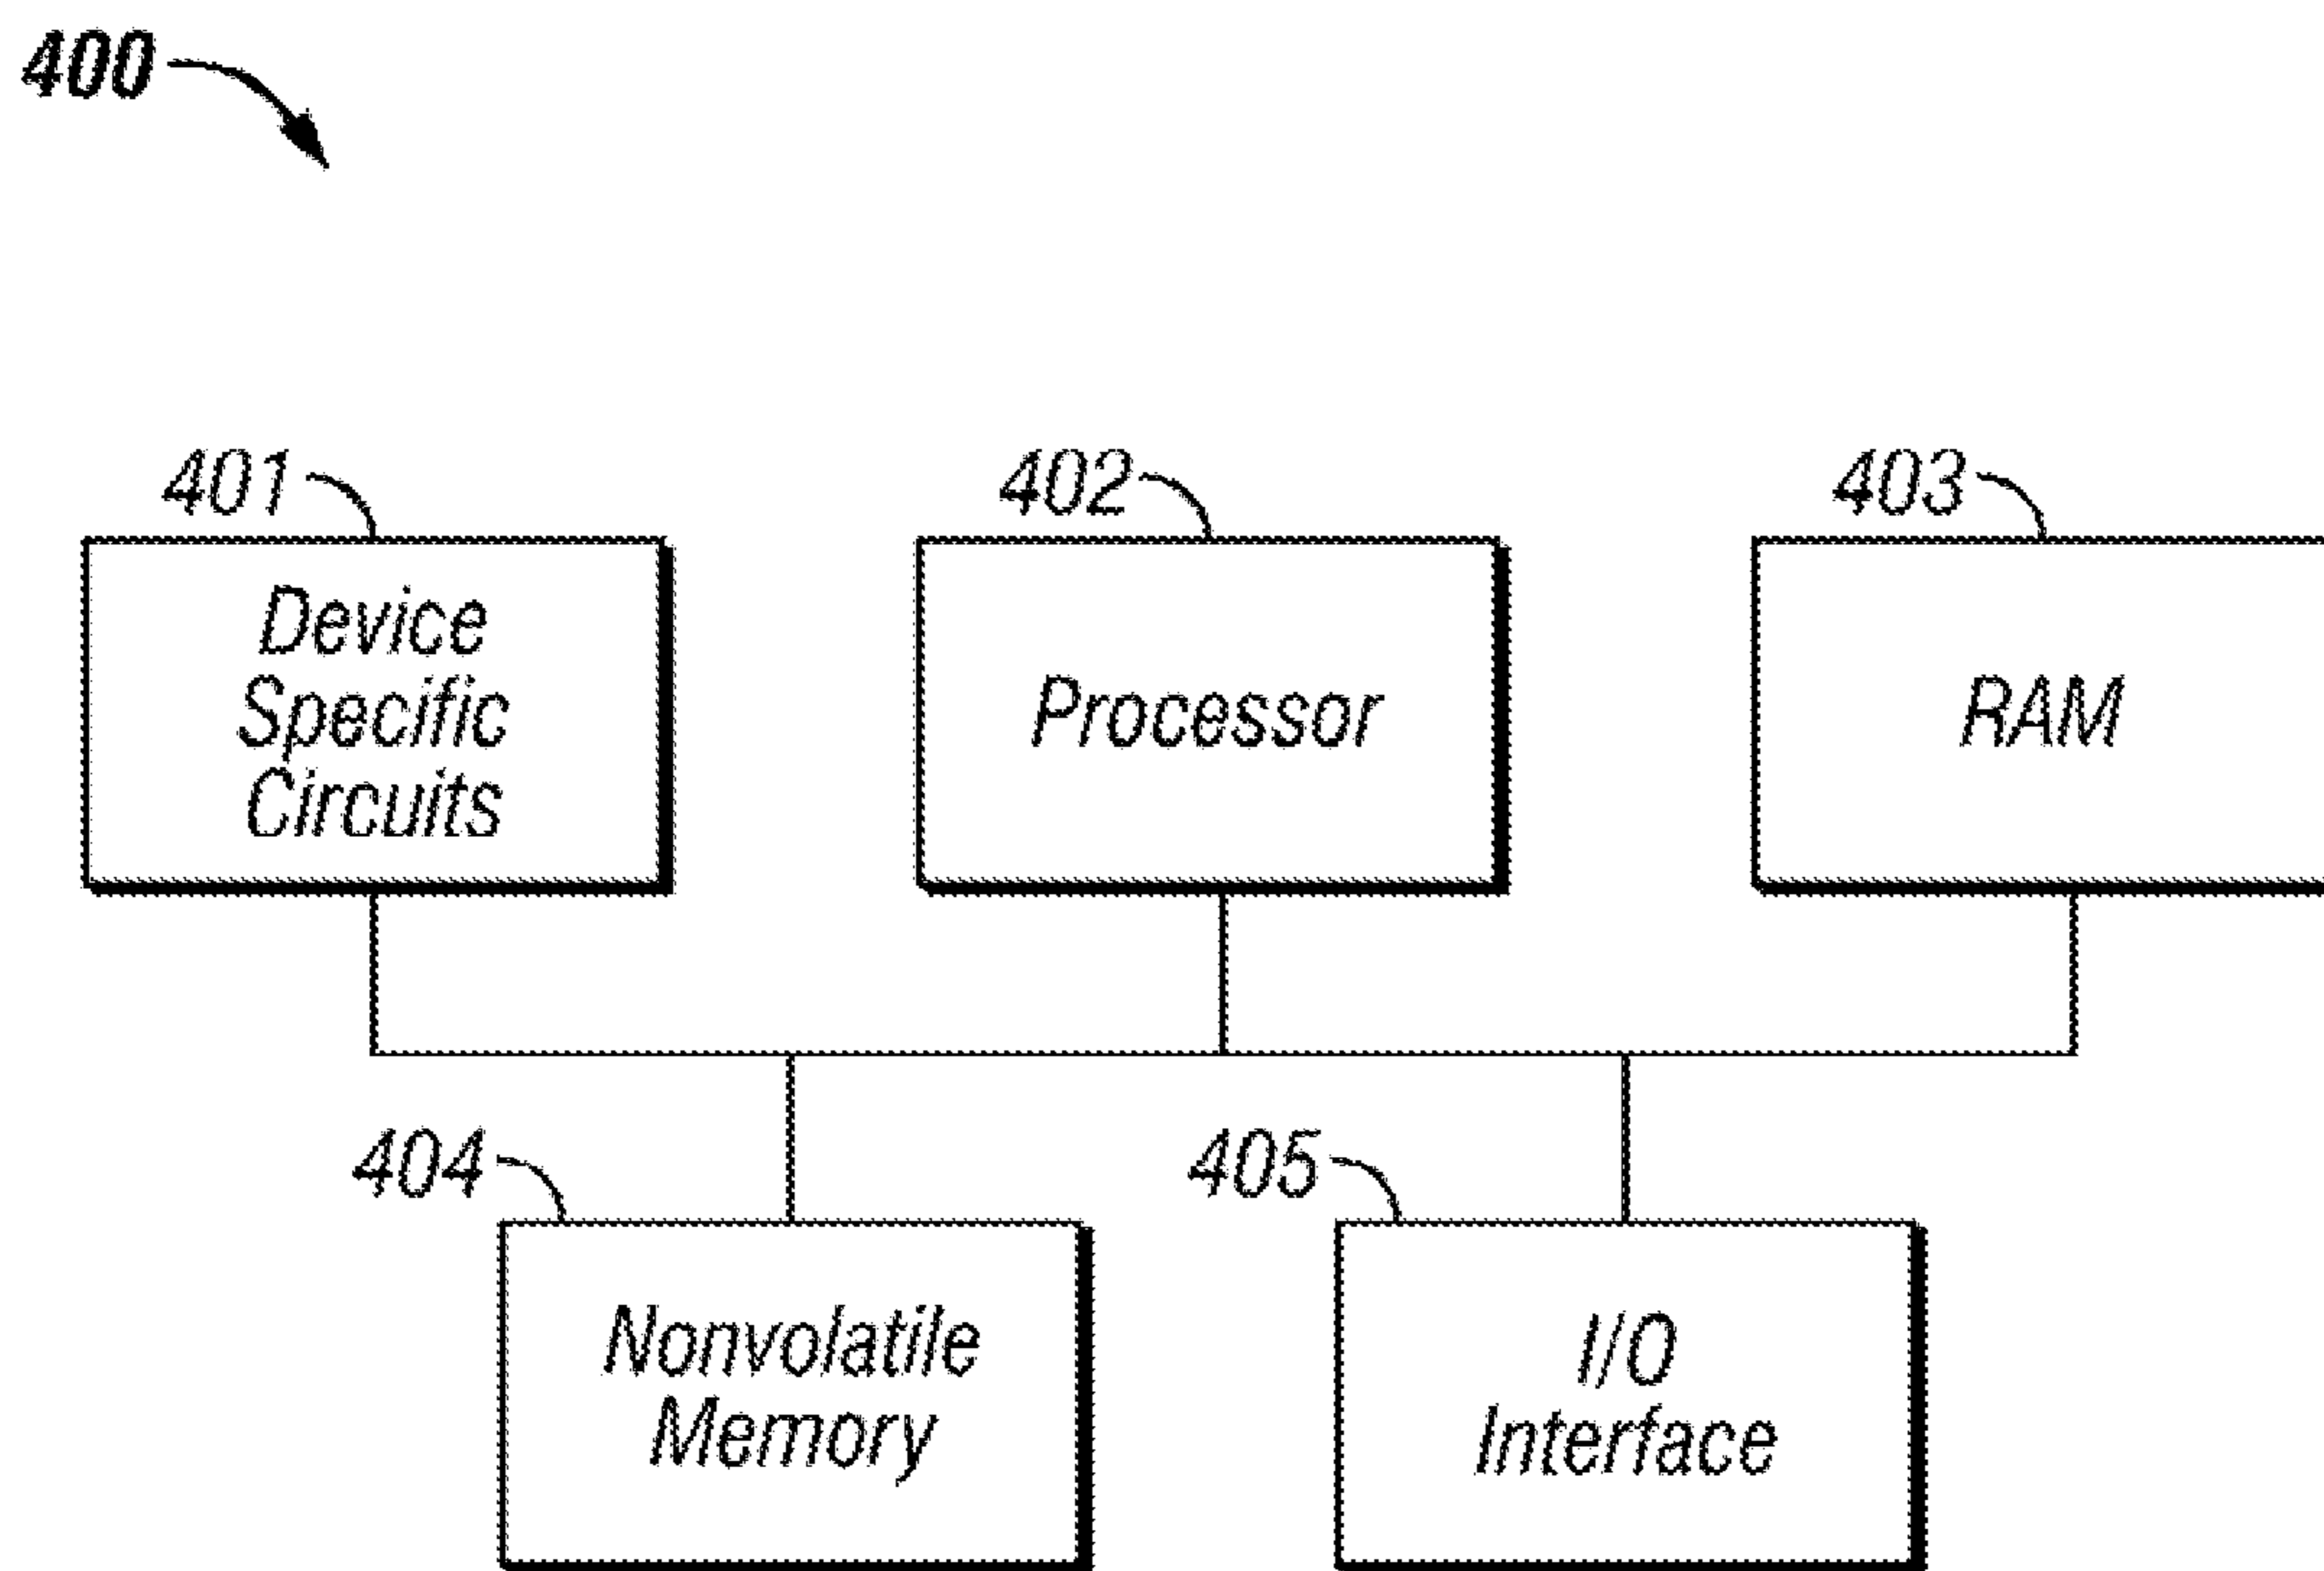 400
401
402
403
Device
Specific
Circuits
Processor
RAM
404
405
Nonvolatile
Memory
I/O
Interface